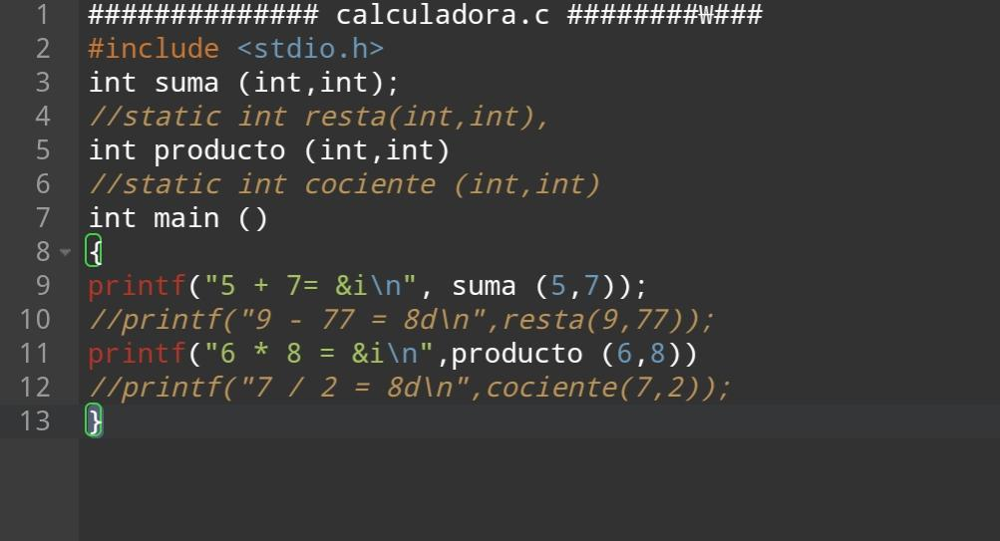 1 ############## calculadora.c ########₩###
2 #include <stdio.h>
3 int suma (int,int);
4 //static int resta(int,int),
5 int producto (int,int)
6 //static int cociente (int,int)
7 int main ()
8 {
9 printf("5 + 7= &i\n", suma (5,7));
10 //printf("9 - 77 = 8d\n",resta(9,77));
11 printf("6 * 8 = &i\n",producto (6,8))
12 //printf("7 / 2 = 8d\n",cociente(7,2));
13 }